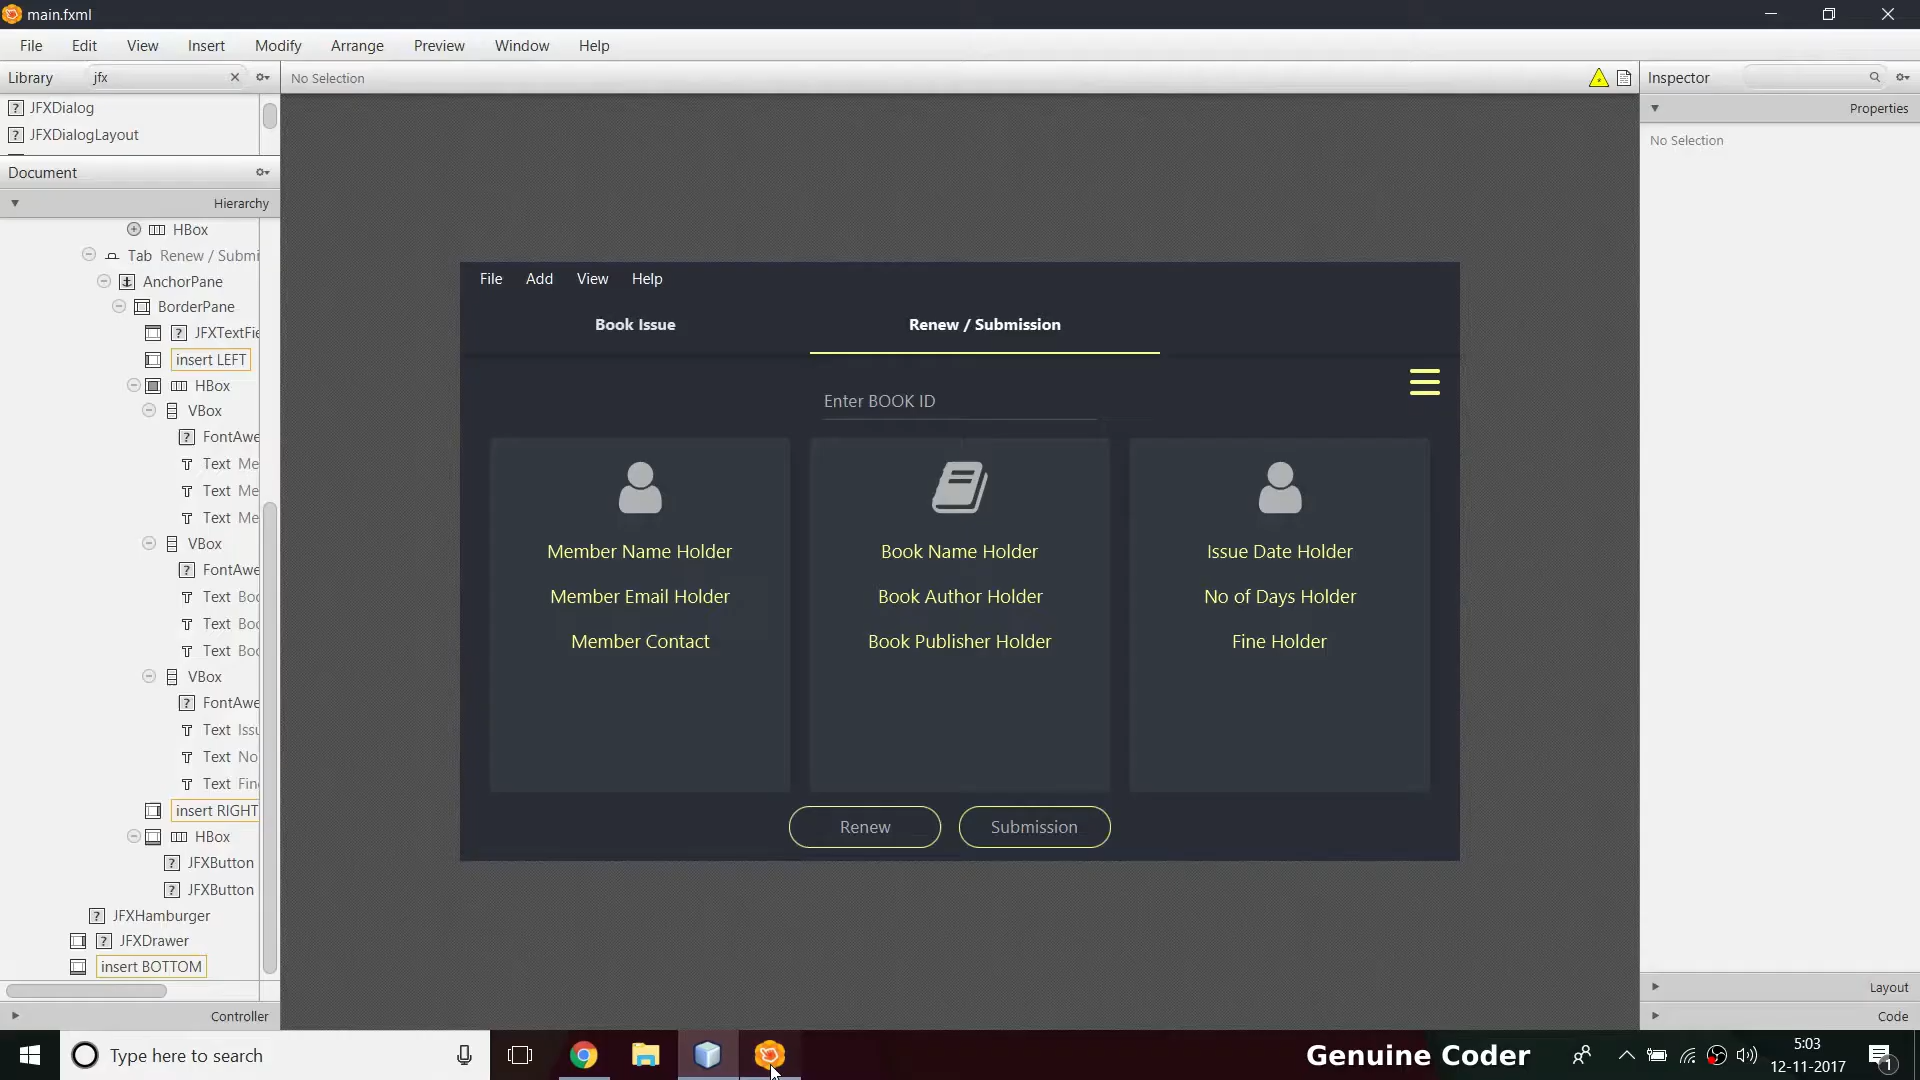 main.fxml
File Edit View Insert Modify Arrange Preview Window Help
Library jfx
No Selection
Inspector
JFXDialog
JFXDialogLayout
Properties
No Selection
Document
Hierarchy
HBox
Tab Renew / Submi
AnchorPane
BorderPane
JFXTextFie
insert LEFT
HBox
VBox
FontAwe
Text Me
Text Me
Text Me
VBox
FontAwe
Text Boo
Text Boo
Text Boo
VBox
FontAwe
Text Issu
Text No
Text Fin
insert RIGHT
HBox
JFXButton
JFXButton
JFXHamburger
JFXDrawer
insert BOTTOM
Controller
File Add View Help
Book Issue Renew / Submission
Enter BOOK ID
Member Name Holder
Member Email Holder
Member Contact
Book Name Holder
Book Author Holder
Book Publisher Holder
Issue Date Holder
No of Days Holder
Fine Holder
Renew Submission
Layout
Code
Type here to search
Genuine Coder
5:03
12-11-2017
1